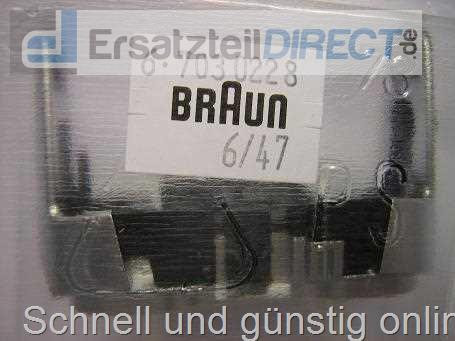 ErsatzteilDIRECT.de
6·7030228
BRAUN
6/47
Schnell und günstig onlin